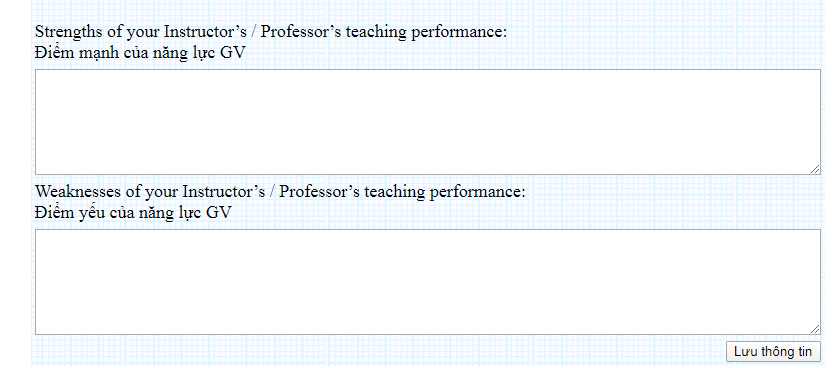 Strengths of your Instructor’s / Professor’s teaching performance:
Điểm mạnh của năng lực GV
Weaknesses of your Instructor’s / Professor’s teaching performance:
Điểm yếu của năng lực GV
Lưu thông tin